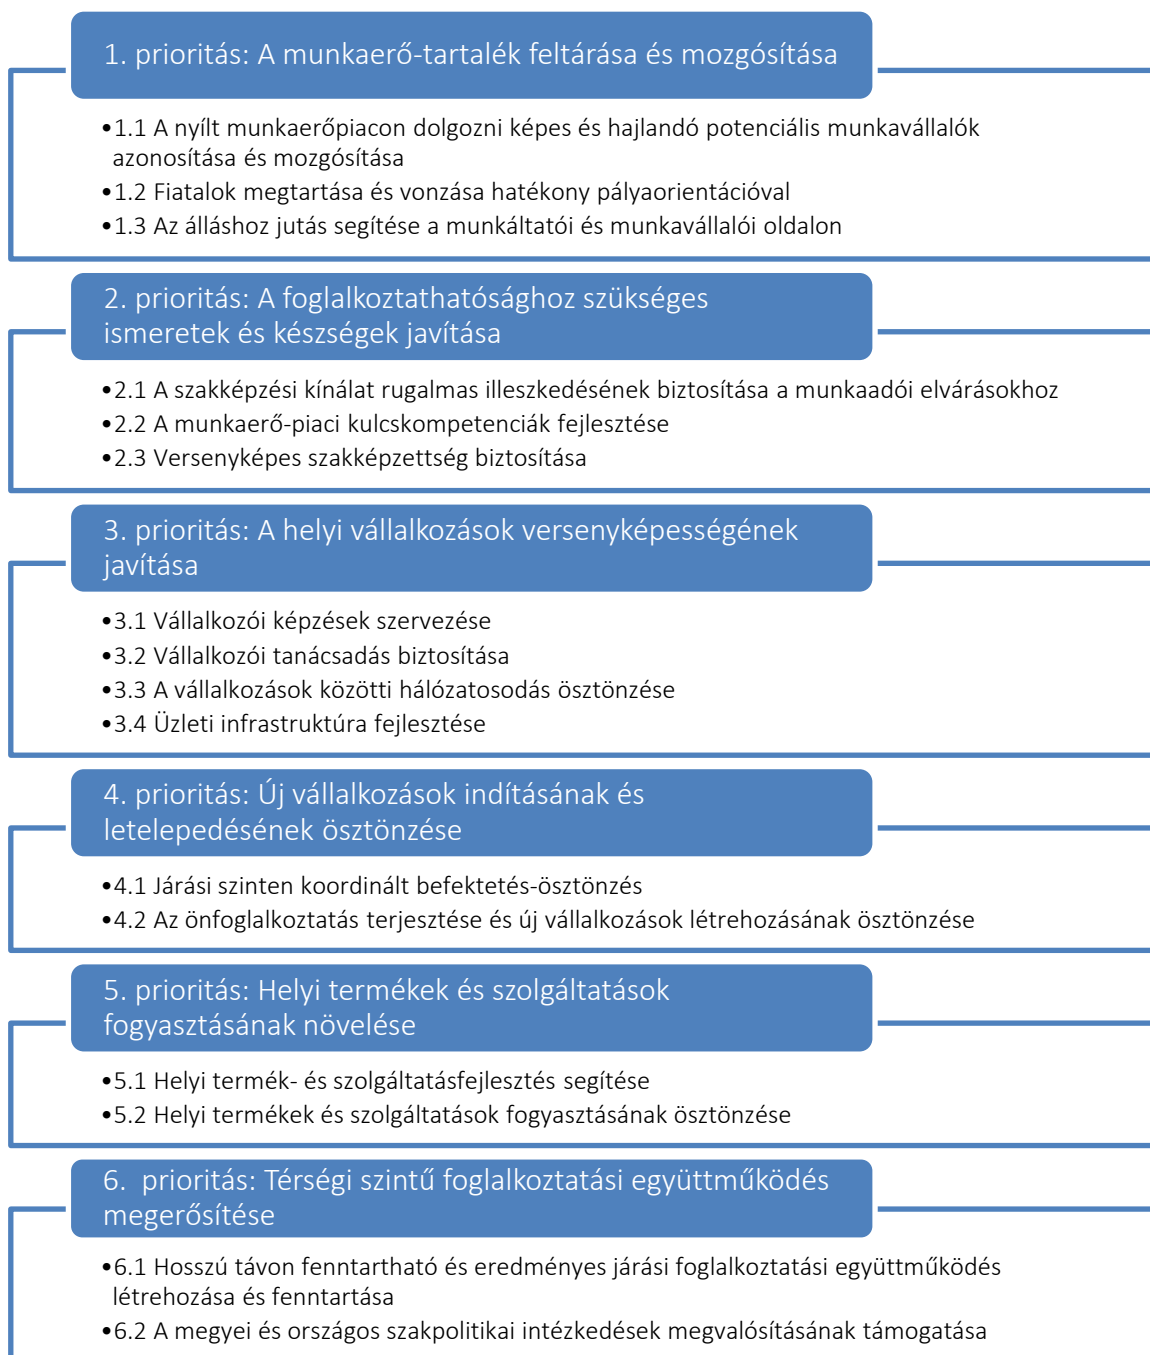 1. prioritás: A munkaerő-tartalék feltárása és mozgósítása
•1.1 A nyílt munkaerőpiacon dolgozni képes és hajlandó potenciális munkavállalók
azonosítása és mozgósítása
•1.2 Fiatalok megtartása és vonzása hatékony pályaorientációval
•1.3 Az álláshoz jutás segítése a munkáltatói és munkavállalói oldalon
2. prioritás: A foglalkoztathatósághoz szükséges
ismeretek és készségek javítása
•2.1 A szakképzési kínálat rugalmas illeszkedésének biztosítása a munkaadói elvárásokhoz
•2.2 A munkaerő-piaci kulcskompetenciák fejlesztése
•2.3 Versenyképes szakképzettség biztosítása
3. prioritás: A helyi vállalkozások versenyképességének
javítása
•3.1 Vállalkozói képzések szervezése
•3.2 Vállalkozói tanácsadás biztosítása
•3.3 A vállalkozások közötti hálózatosodás ösztönzése
•3.4 Üzleti infrastruktúra fejlesztése
4. prioritás: Új vállalkozások indításának és
letelepedésének ösztönzése
•4.1 Járási szinten koordinált befektetés-ösztönzés
•4.2 Az önfoglalkoztatás terjesztése és új vállalkozások létrehozásának ösztönzése
5. prioritás: Helyi termékek és szolgáltatások
fogyasztásának növelése
•5.1 Helyi termék- és szolgáltatásfejlesztés segítése
•5.2 Helyi termékek és szolgáltatások fogyasztásának ösztönzése
6.  prioritás: Térségi szintű foglalkoztatási együttműködés
megerősítése
•6.1 Hosszú távon fenntartható és eredményes járási foglalkoztatási együttműködés
létrehozása és fenntartása
•6.2 A megyei és országos szakpolitikai intézkedések megvalósításának támogatása